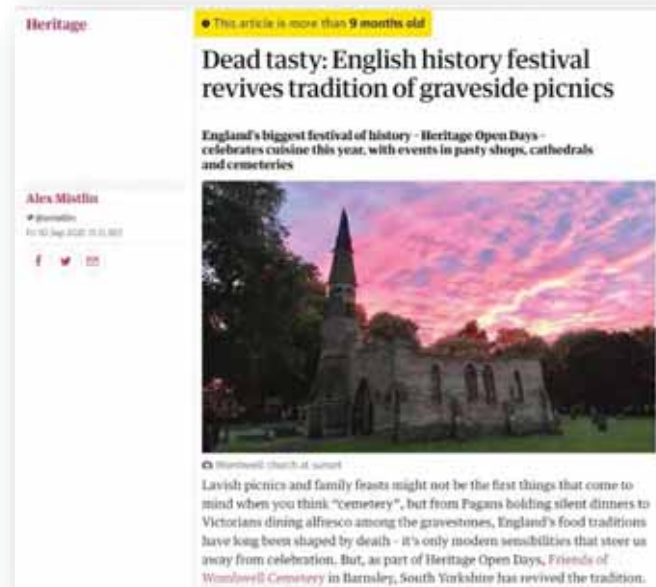 Heritage
This article is more than 9 months old
Dead tasty: English history festival
revives tradition of graveside picnics
England's biggest festival of history – Heritage Open Days –
celebrates cuisine this year, with events in pasty shops, cathedrals
and cemeteries
Alex Mistlin
Wombwell church at sunset
Lavish picnics and family feasts might not be the first things that come to
mind when you think "cemetery", but from Pagans holding silent dinners to
Victorians dining alfresco among the gravestones, England's food traditions
have long been shaped by death – it's only modern sensibilities that steer us
away from celebration. But, as part of Heritage Open Days, Friends of
Wombwell Cemetery in Barnsley, South Yorkshire has revived the tradition.